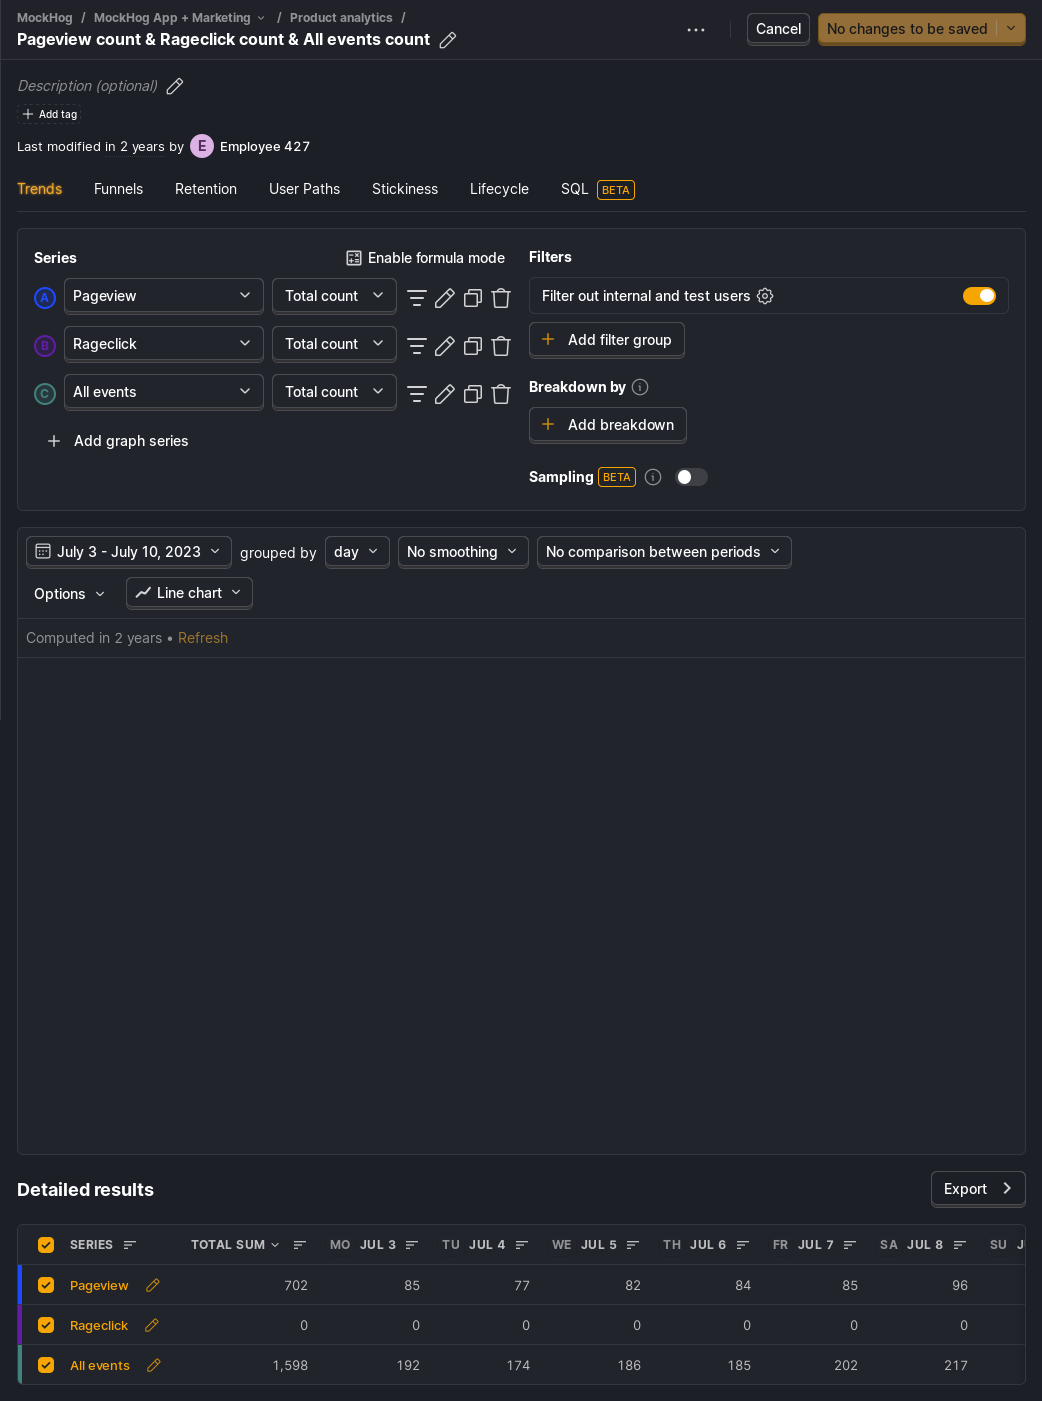 MockHog / MockHog App + Marketing / Product analytics /
Pageview count & Rageclick count & All events count
Cancel
No changes to be saved
Description (optional)
Add tag
Last modified in 2 years by E Employee 427
Trends Funnels Retention User Paths Stickiness Lifecycle SQL BETA
Series
Enable formula mode
A Pageview Total count
B Rageclick Total count
C All events Total count
Add graph series
Filters
Filter out internal and test users
Add filter group
Breakdown by
Add breakdown
Sampling BETA
July 3 - July 10, 2023 grouped by day No smoothing No comparison between periods
Options Line chart
Computed in 2 years • Refresh
Detailed results
Export
SERIES TOTAL SUM MO JUL 3 TU JUL 4 WE JUL 5 TH JUL 6 FR JUL 7 SA JUL 8 SU
Pageview 702 85 77 82 84 85 96
Rageclick 0 0 0 0 0 0 0
All events 1,598 192 174 186 185 202 217